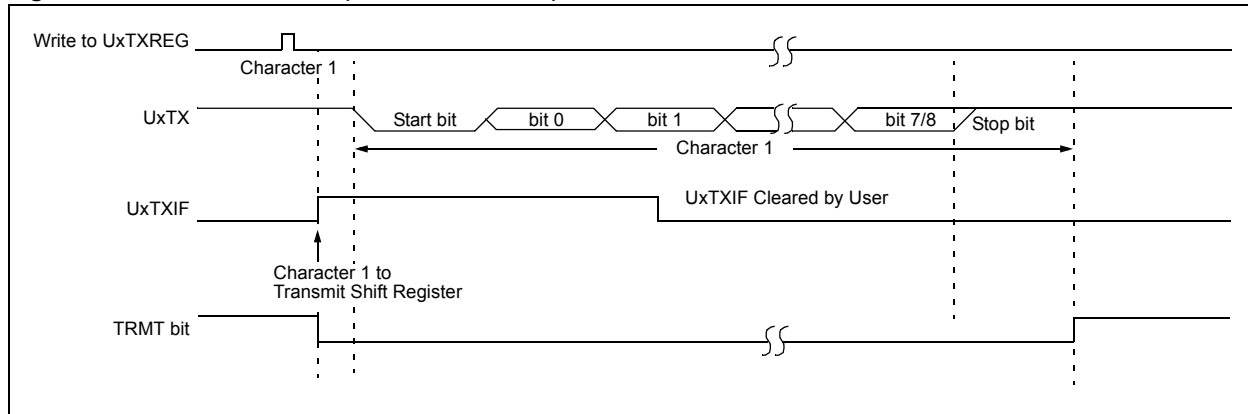 Write to UxTXREG
Character 1
UxTX
Start bit
bit 0
bit 1
bit 7/8
Stop bit
Character 1
UxTXIF
UxTXIF Cleared by User
Character 1 to
Transmit Shift Register
TRMT bit